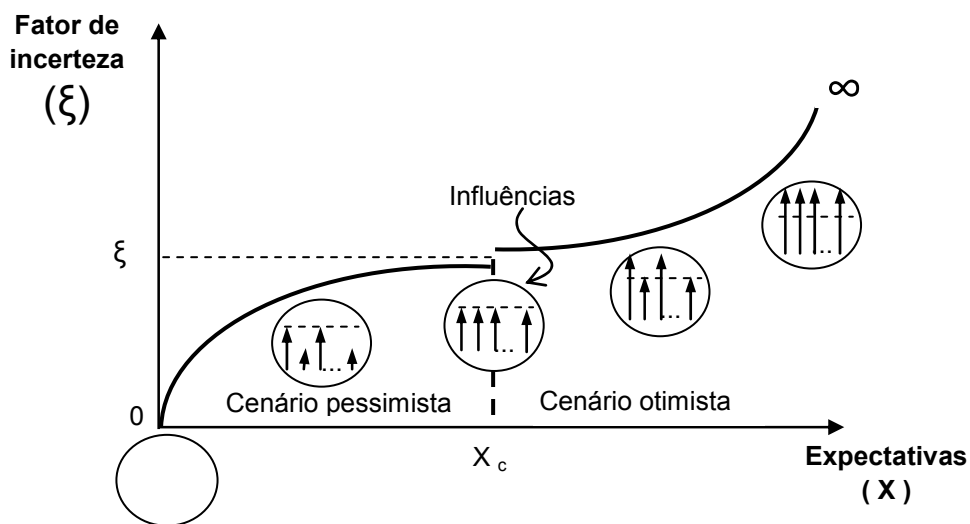 Fator de
incerteza
(ξ)
∞
Influências
ξ
...
...
...
...
0
Cenário pessimista
Cenário otimista
X c
Expectativas
( X )